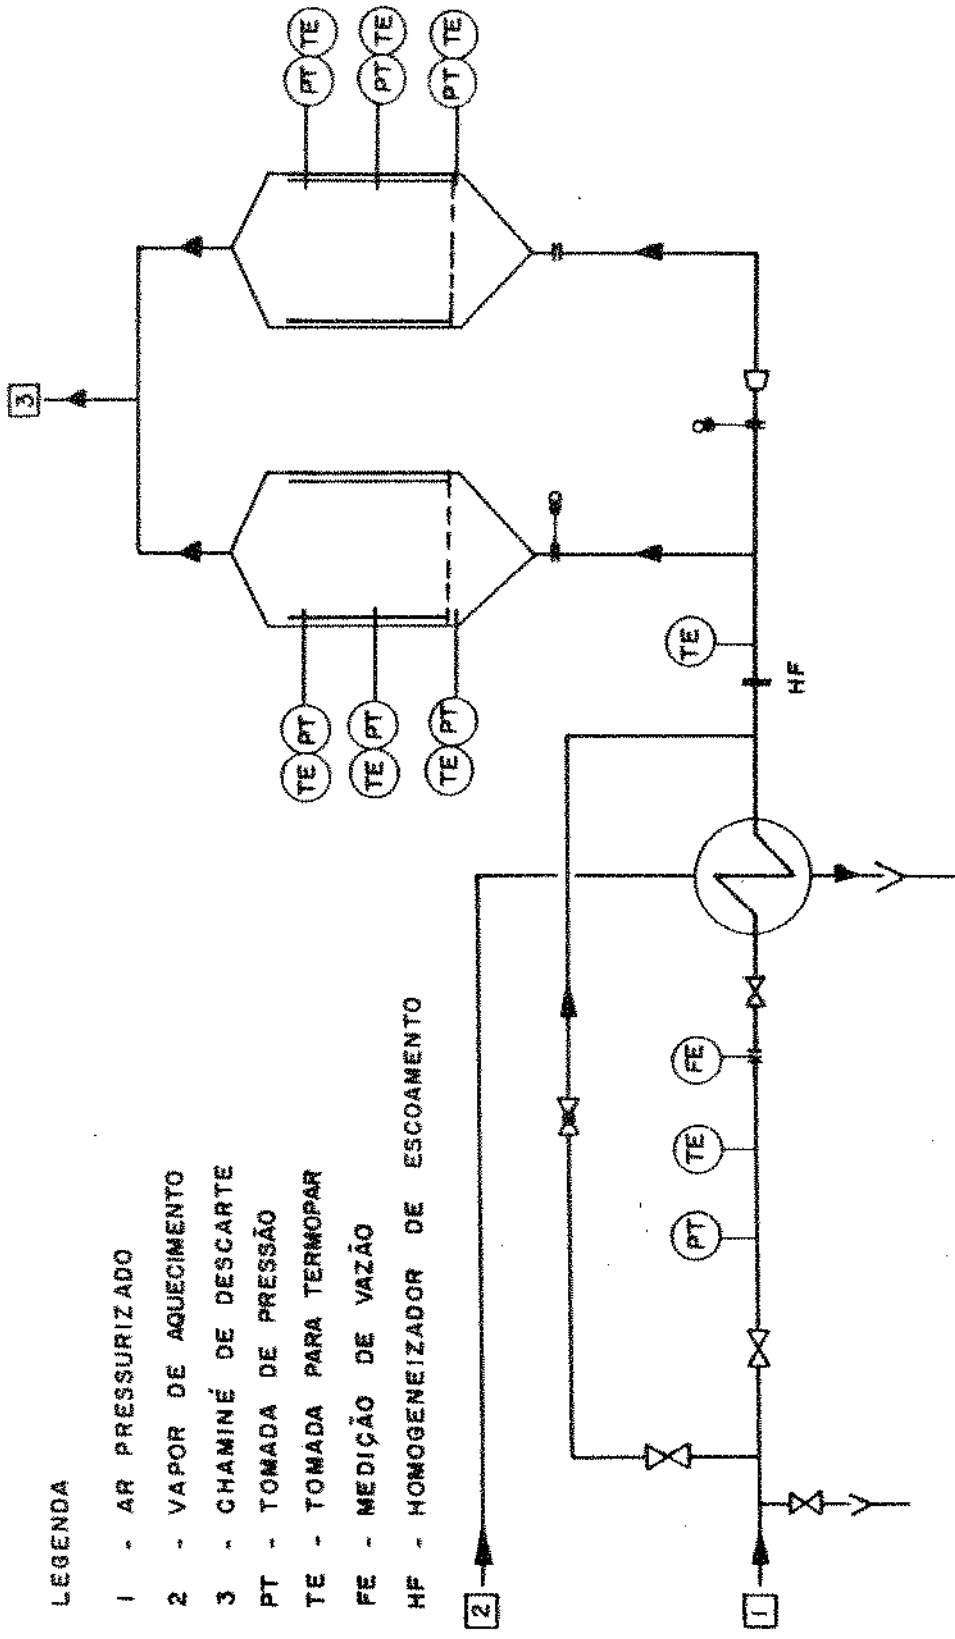 LEGENDA
1 - AR PRESSURIZADO
2 - VAPOR DE AQUECIMENTO
3 - CHAMINÉ DE DESCARTE
PT - TOMADA DE PRESSÃO
TE - TOMADA PARA TERMOPAR
FE - MEDIÇÃO DE VAZÃO
HF - HOMOGENEIZADOR DE ESCOAMENTO
3
TE PT
TE PT
TE PT
PT TE
PT TE
PT TE
2
1
PT
TE
FE
HF
TE